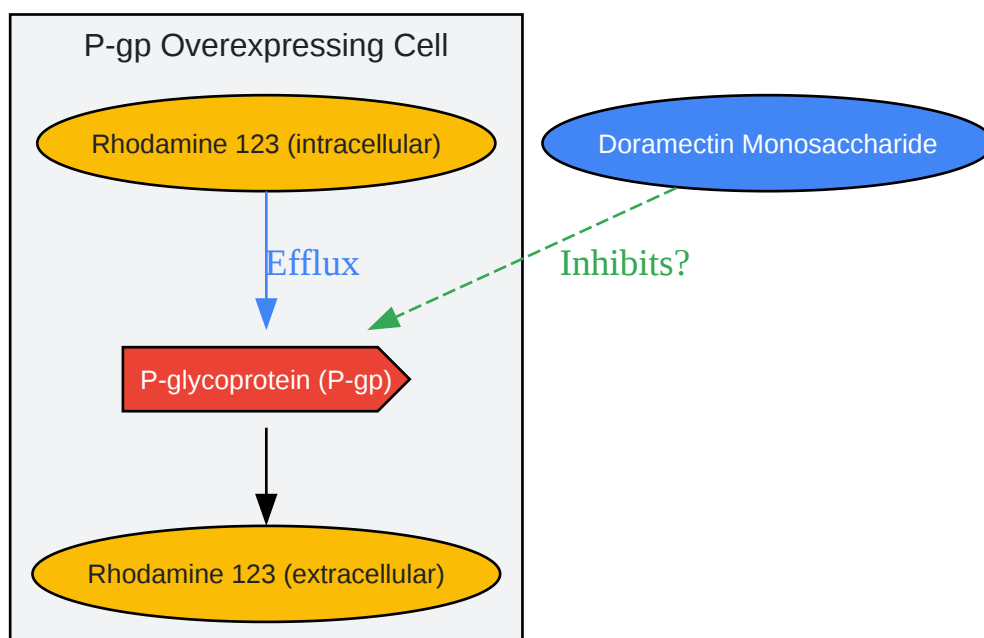 P-gp Overexpressing Cell
Rhodamine 123 (intracellular)
Doramectin Monosaccharide
Efflux
Inhibits?
P-glycoprotein (P-gp)
Rhodamine 123 (extracellular)